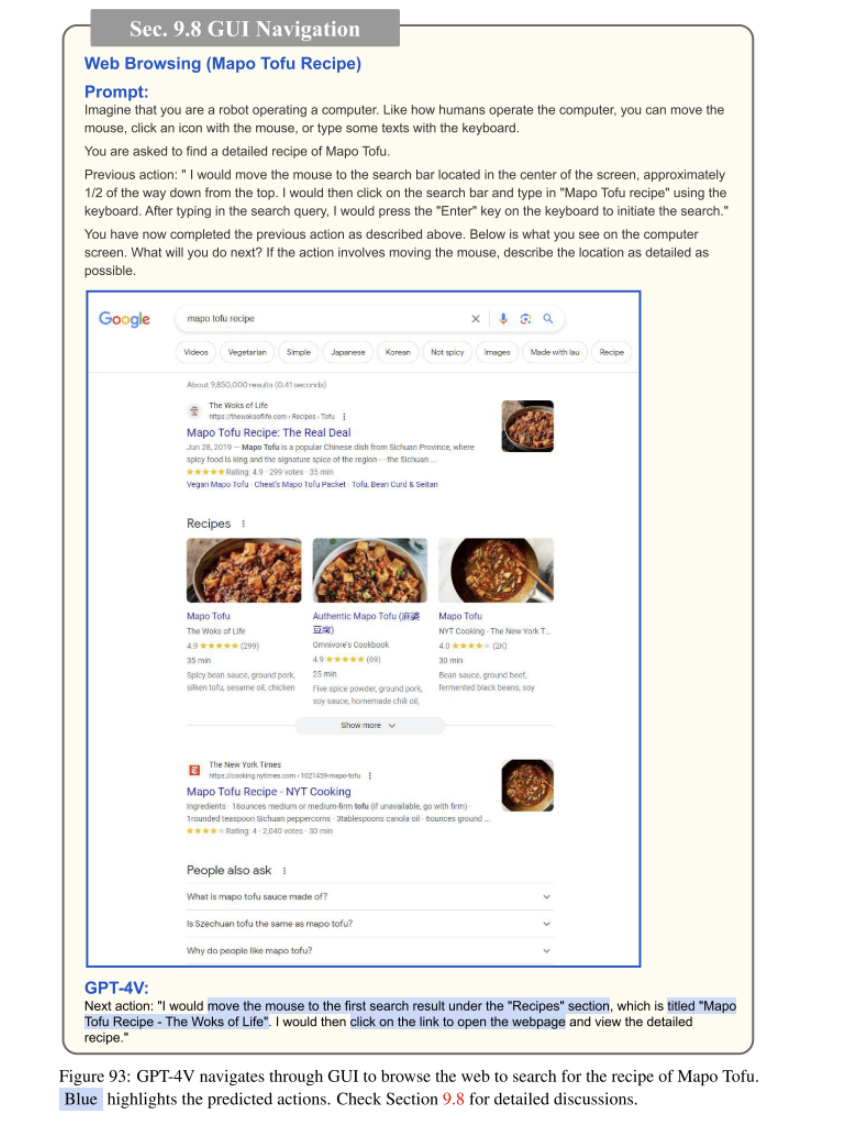 Sec. 9.8 GUI Navigation
Web Browsing (Mapo Tofu Recipe)
Prompt:
Imagine that you are a robot operating a computer. Like how humans operate the computer, you can move the
mouse, click an icon with the mouse, or type some texts with the keyboard.
You are asked to find a detailed recipe of Mapo Tofu.
Previous action: " I would move the mouse to the search bar located in the center of the screen, approximately
1/2 of the way down from the top. I would then click on the search bar and type in "Mapo Tofu recipe" using the
keyboard. After typing in the search query, I would press the "Enter" key on the keyboard to initiate the search."
You have now completed the previous action as described above. Below is what you see on the computer
screen. What will you do next? If the action involves moving the mouse, describe the location as detailed as
possible.
Google
mapo tofu recipe
Videos Vegetarian Simple Japanese Korean Not spicy Images Made with lau Recipe
About 9,850,000 results (0.41 seconds)
The Woks of Life
https://thewoksoflife.com › Recipes › Tofu
Mapo Tofu Recipe: The Real Deal
Jun 28, 2019 — Mapo Tofu is a popular Chinese dish from Sichuan Province, where
spicy food is king and the signature spice of the region—the Sichuan ...
★★★★★ Rating: 4.9 · 299 votes · 35 min
Vegan Mapo Tofu · Cheat's Mapo Tofu Packet · Tofu, Bean Curd & Seitan
Recipes
Mapo Tofu
The Woks of Life
4.9 ★★★★★ (299)
35 min
Spicy bean sauce, ground pork,
silken tofu, sesame oil, chicken
Authentic Mapo Tofu (麻婆
豆腐)
Omnivore's Cookbook
4.9 ★★★★★ (69)
25 min
Five spice powder, ground pork,
soy sauce, homemade chili oil,
Mapo Tofu
NYT Cooking - The New York T...
4.0 ★★★★★ (2K)
30 min
Bean sauce, ground beef,
fermented black beans, soy
Show more
The New York Times
https://cooking.nytimes.com › 1021459-mapo-tofu
Mapo Tofu Recipe - NYT Cooking
Ingredients · 16ounces medium or medium-firm tofu (if unavailable, go with firm) ·
1rounded teaspoon Sichuan peppercorns · 3tablespoons canola oil · 6ounces ground ...
★★★★★ Rating: 4 · 2,040 votes · 30 min
People also ask
What is mapo tofu sauce made of?
Is Szechuan tofu the same as mapo tofu?
Why do people like mapo tofu?
GPT-4V:
Next action: "I would move the mouse to the first search result under the "Recipes" section, which is titled "Mapo
Tofu Recipe - The Woks of Life". I would then click on the link to open the webpage and view the detailed
recipe."
Figure 93: GPT-4V navigates through GUI to browse the web to search for the recipe of Mapo Tofu.
Blue highlights the predicted actions. Check Section 9.8 for detailed discussions.